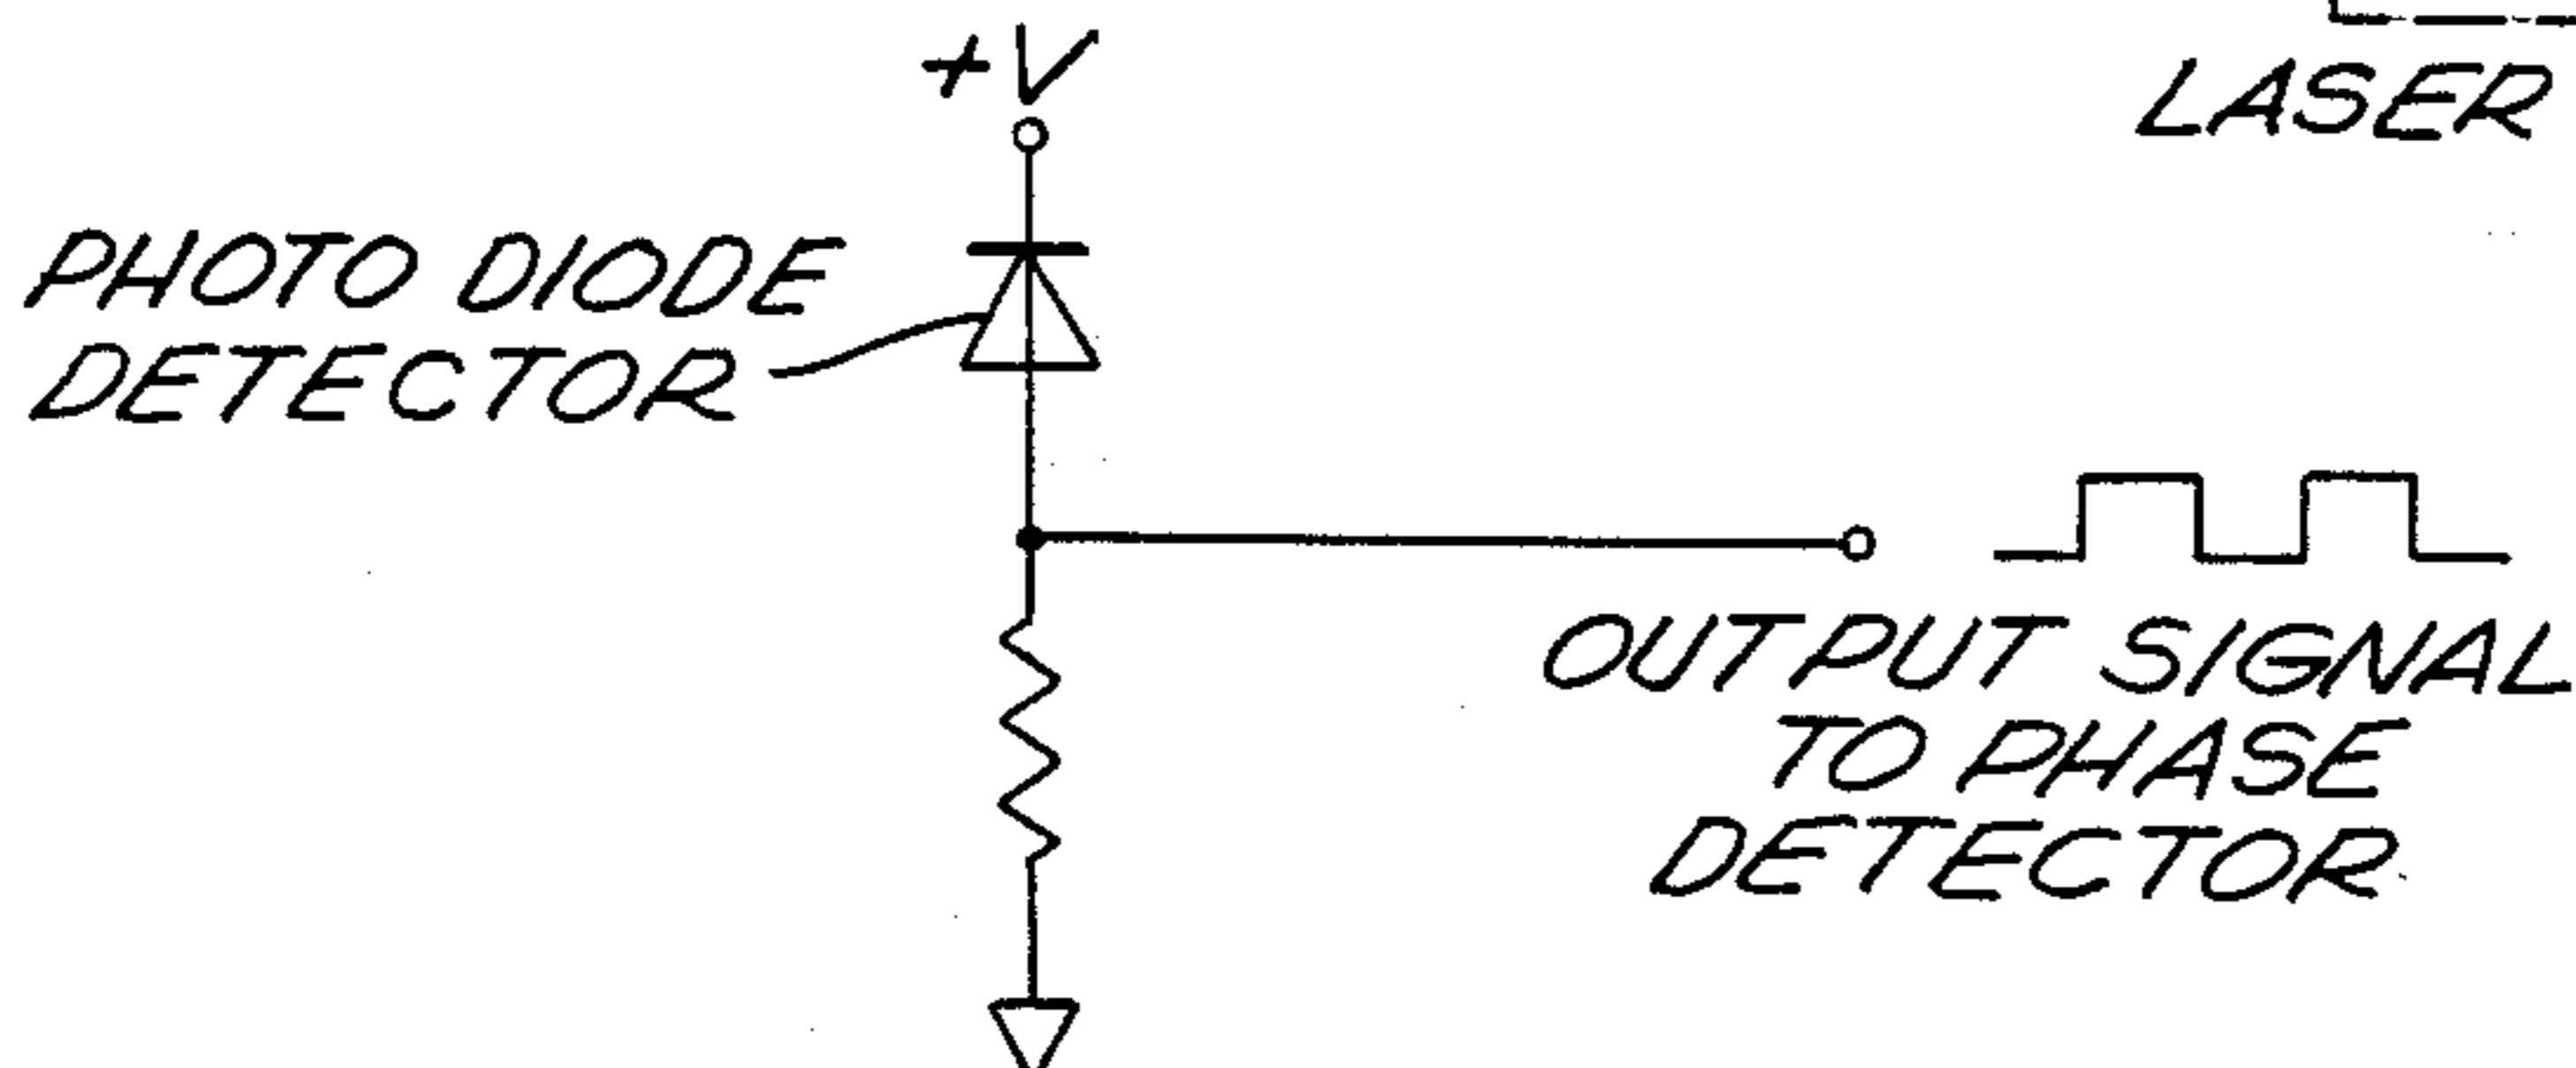 +V
LASER
PHOTO DIODE
DETECTOR
OUTPUT SIGNAL
TO PHASE
DETECTOR